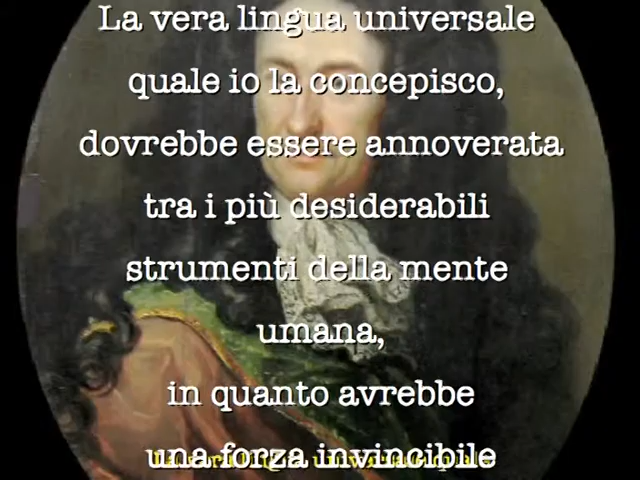 La vera lingua universale
quale io la concepisco,
dovrebbe essere annoverata
tra i più desiderabili
strumenti della mente
umana,
in quanto avrebbe
una forza invincibile